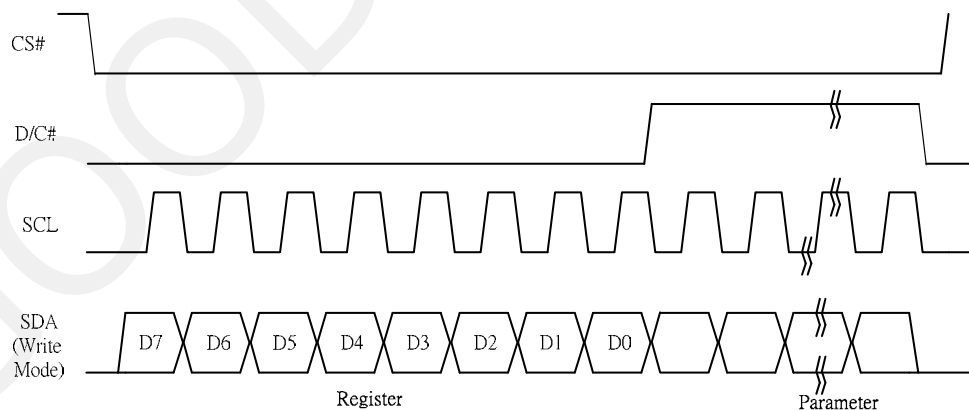 CS#
D/C#
SCL
SDA
(Write
Mode)
D7 D6 D5 D4 D3 D2 D1 D0
Register Parameter